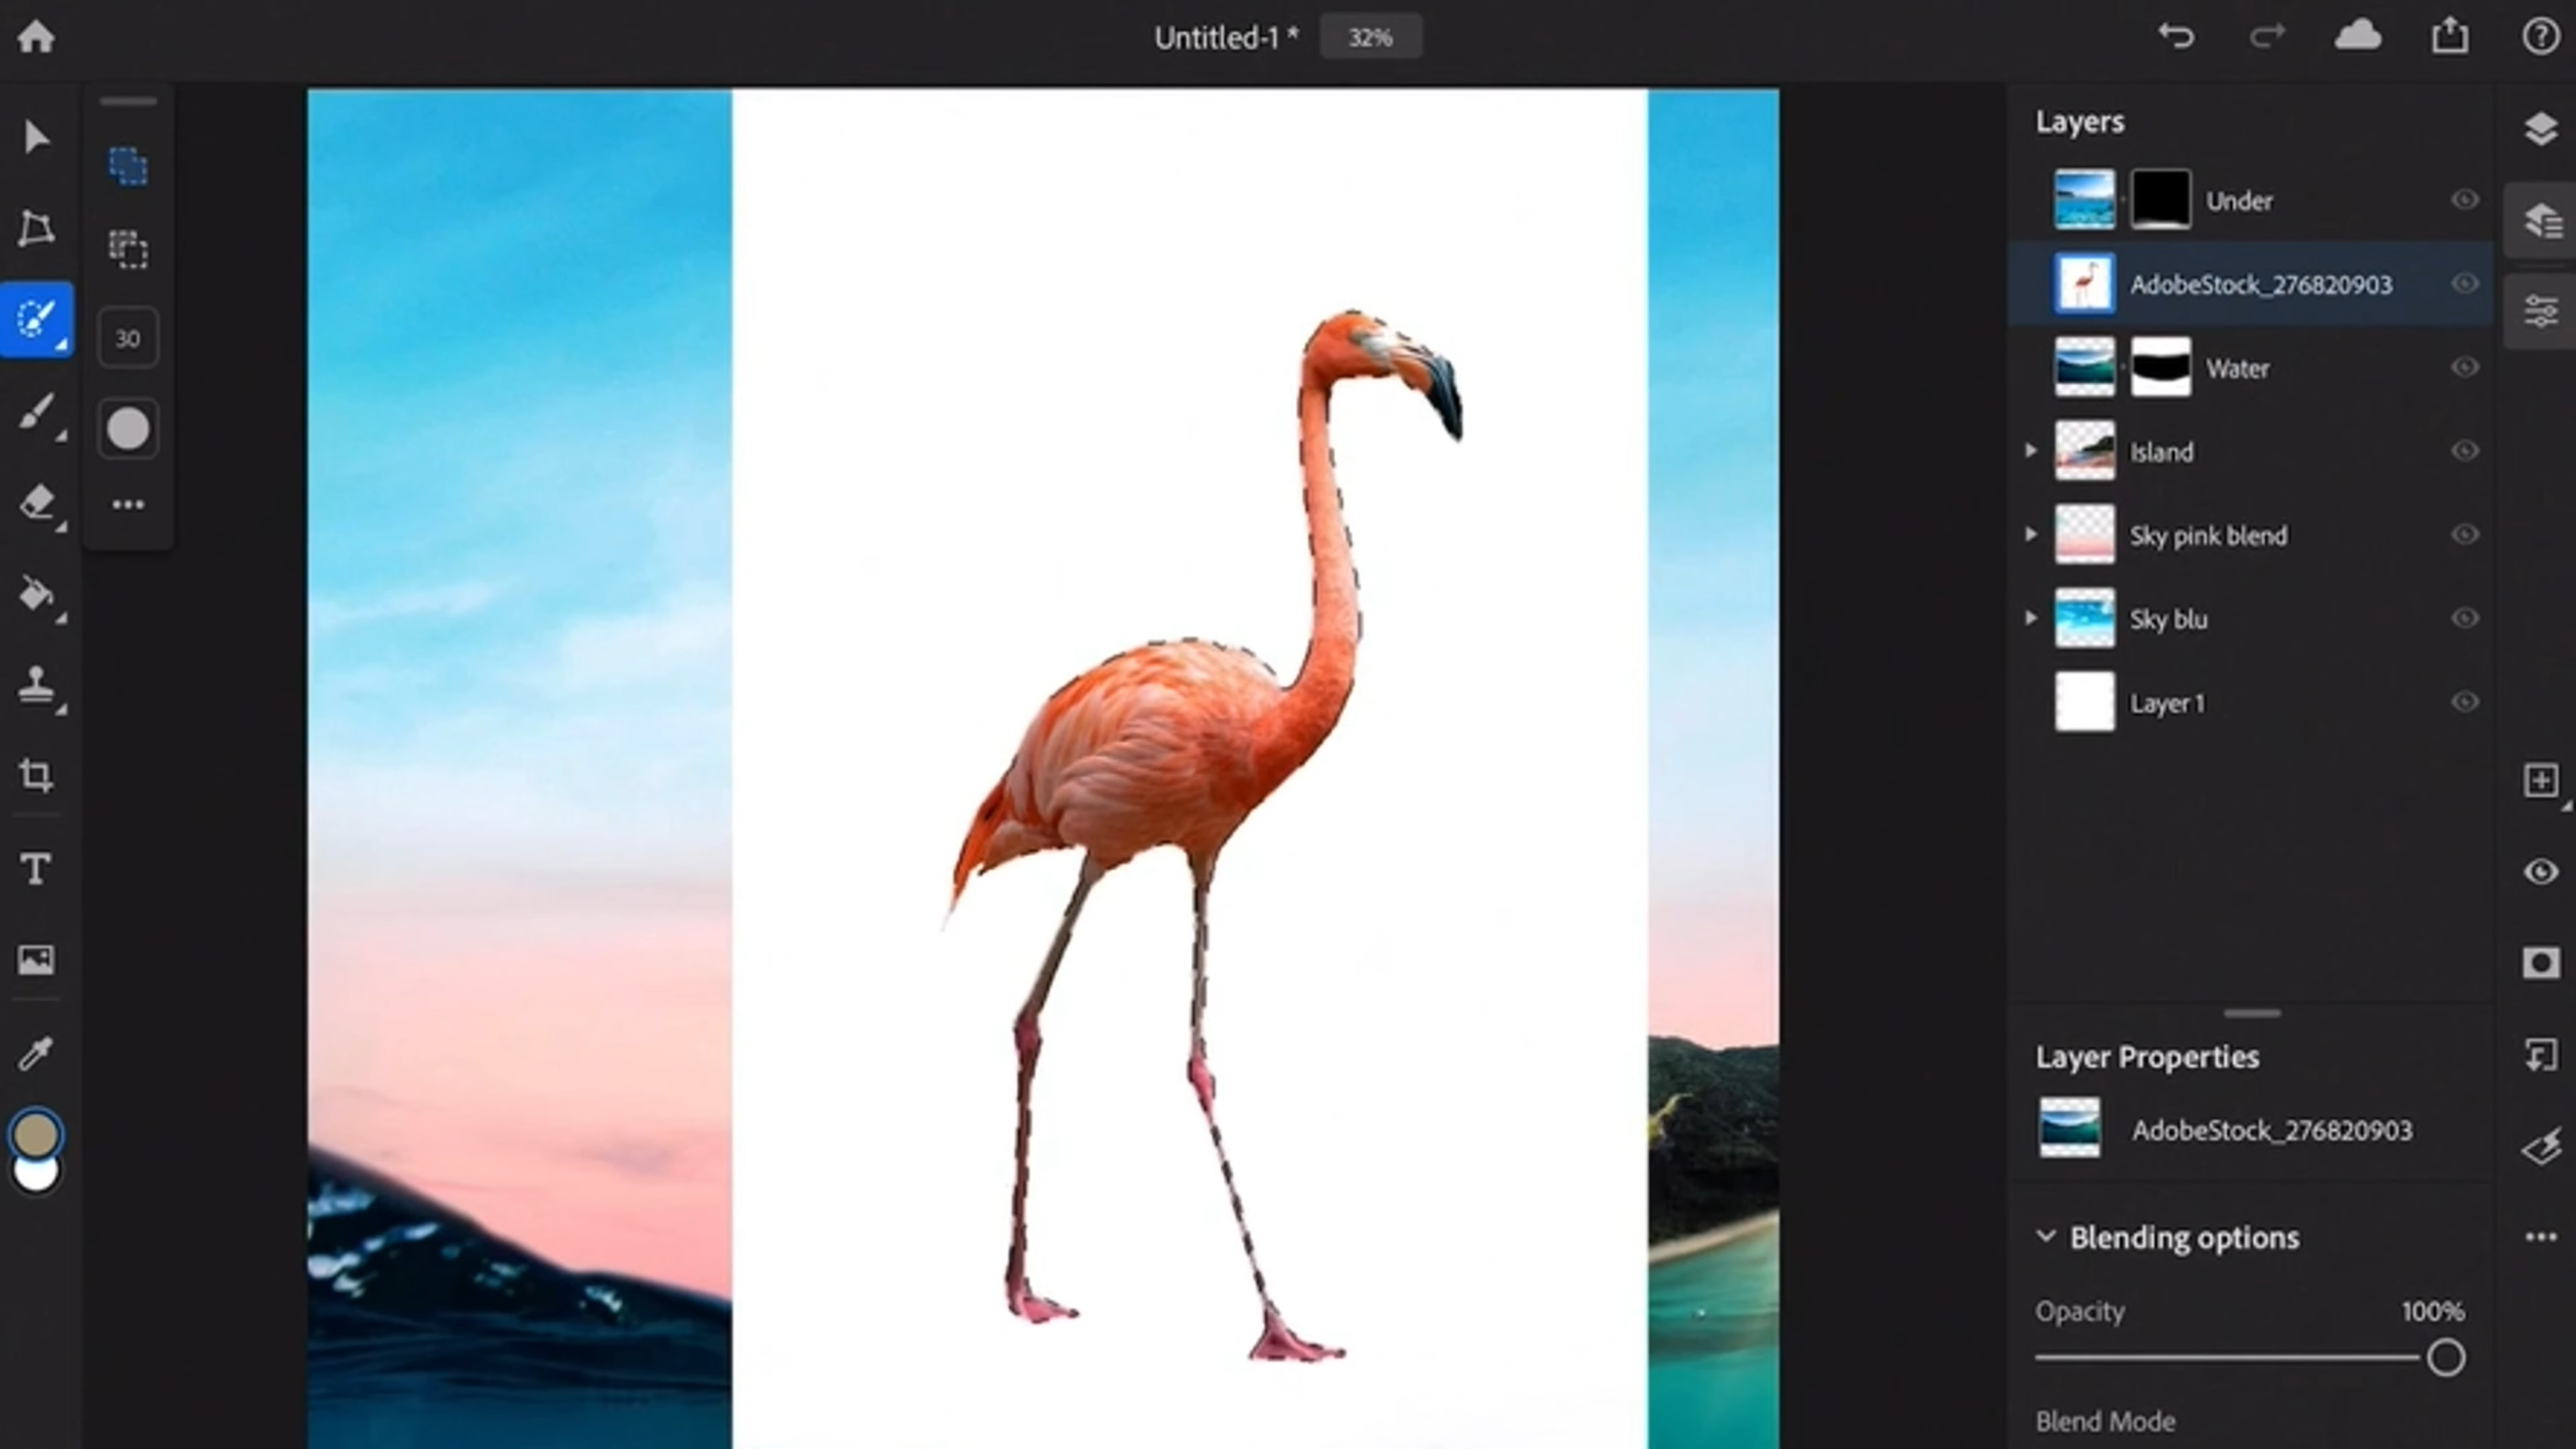 Untitled-1 *
32%
30
T
Layers
Under
AdobeStock_276820903
Water
Island
Sky pink blend
Sky blu
Layer 1
Layer Properties
AdobeStock_276820903
Blending options
Opacity
100%
Blend Mode